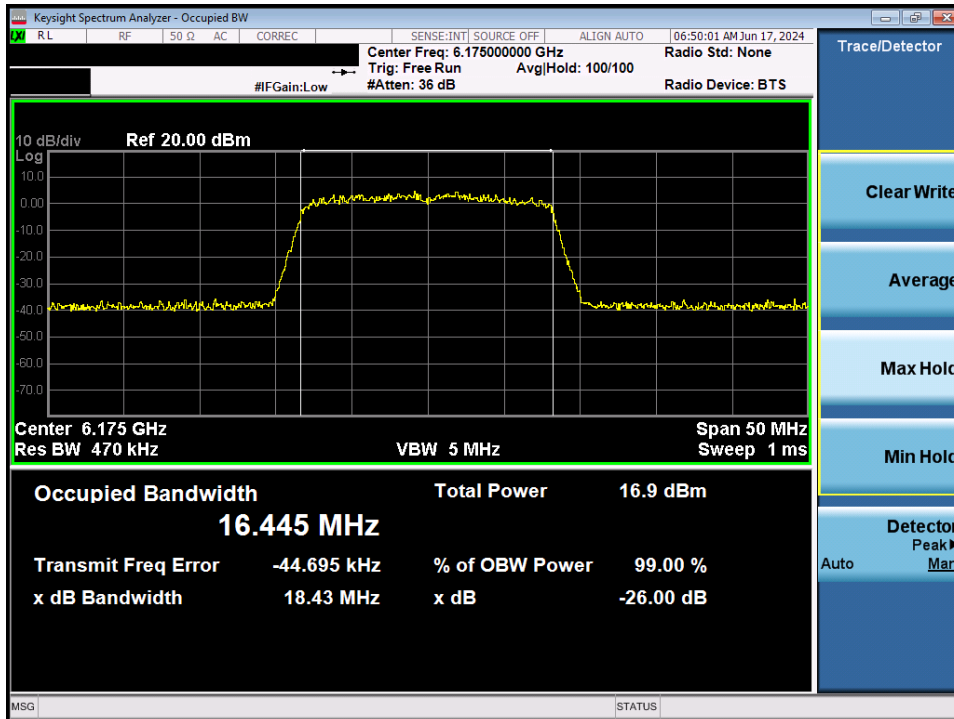 Keysight Spectrum Analyzer - Occupied BW
LXI RL RF 50 Ω AC CORREC SENSE:INT SOURCE OFF ALIGN AUTO 06:50:01 AM Jun 17, 2024
Center Freq: 6.175000000 GHz Radio Std: None
Trig: Free Run Avg|Hold: 100/100
#IFGain:Low #Atten: 36 dB Radio Device: BTS
Trace/Detector
10 dB/div Ref 20.00 dBm
Log
10.0
0.00
-10.0
-20.0
-30.0
-40.0
-50.0
-60.0
-70.0
Center 6.175 GHz Span 50 MHz
Res BW 470 kHz VBW 5 MHz Sweep 1 ms
Occupied Bandwidth Total Power 16.9 dBm
16.445 MHz
Transmit Freq Error -44.695 kHz % of OBW Power 99.00 %
x dB Bandwidth 18.43 MHz x dB -26.00 dB
Clear Write
Average
Max Hold
Min Hold
Detector
Peak
Auto Man
MSG STATUS